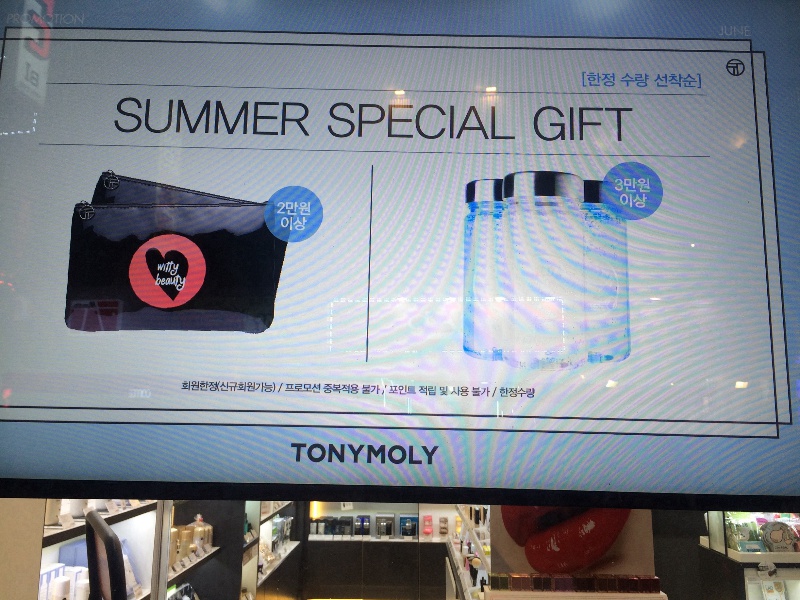 PROMOTION
JUNE
[한정 수량 선착순]
SUMMER SPECIAL GIFT
2만원
이상
3만원
이상
witty
beauty
회원한정(신규회원가능) / 프로모션 중복적용 불가 / 포인트 적립 및 사용 불가 / 한정수량
TONYMOLY